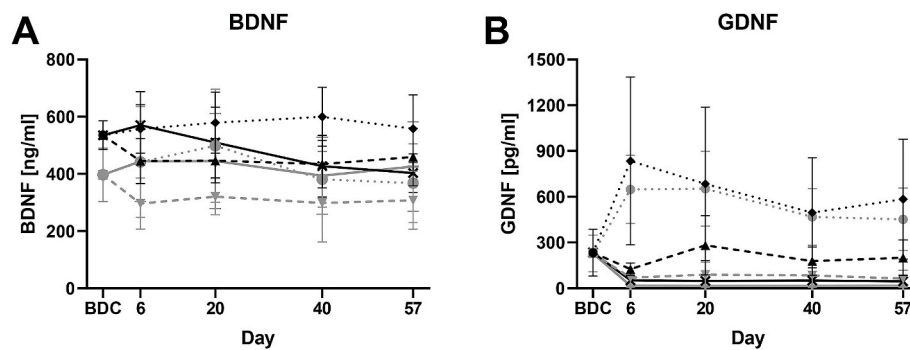 A
BDNF
BDNF [ng/ml]
800
600
400
200
0
BDC 6 20 40 57
Day
B
GDNF
GDNF [pg/ml]
1500
1200
900
600
300
0
BDC 6 20 40 57
Day